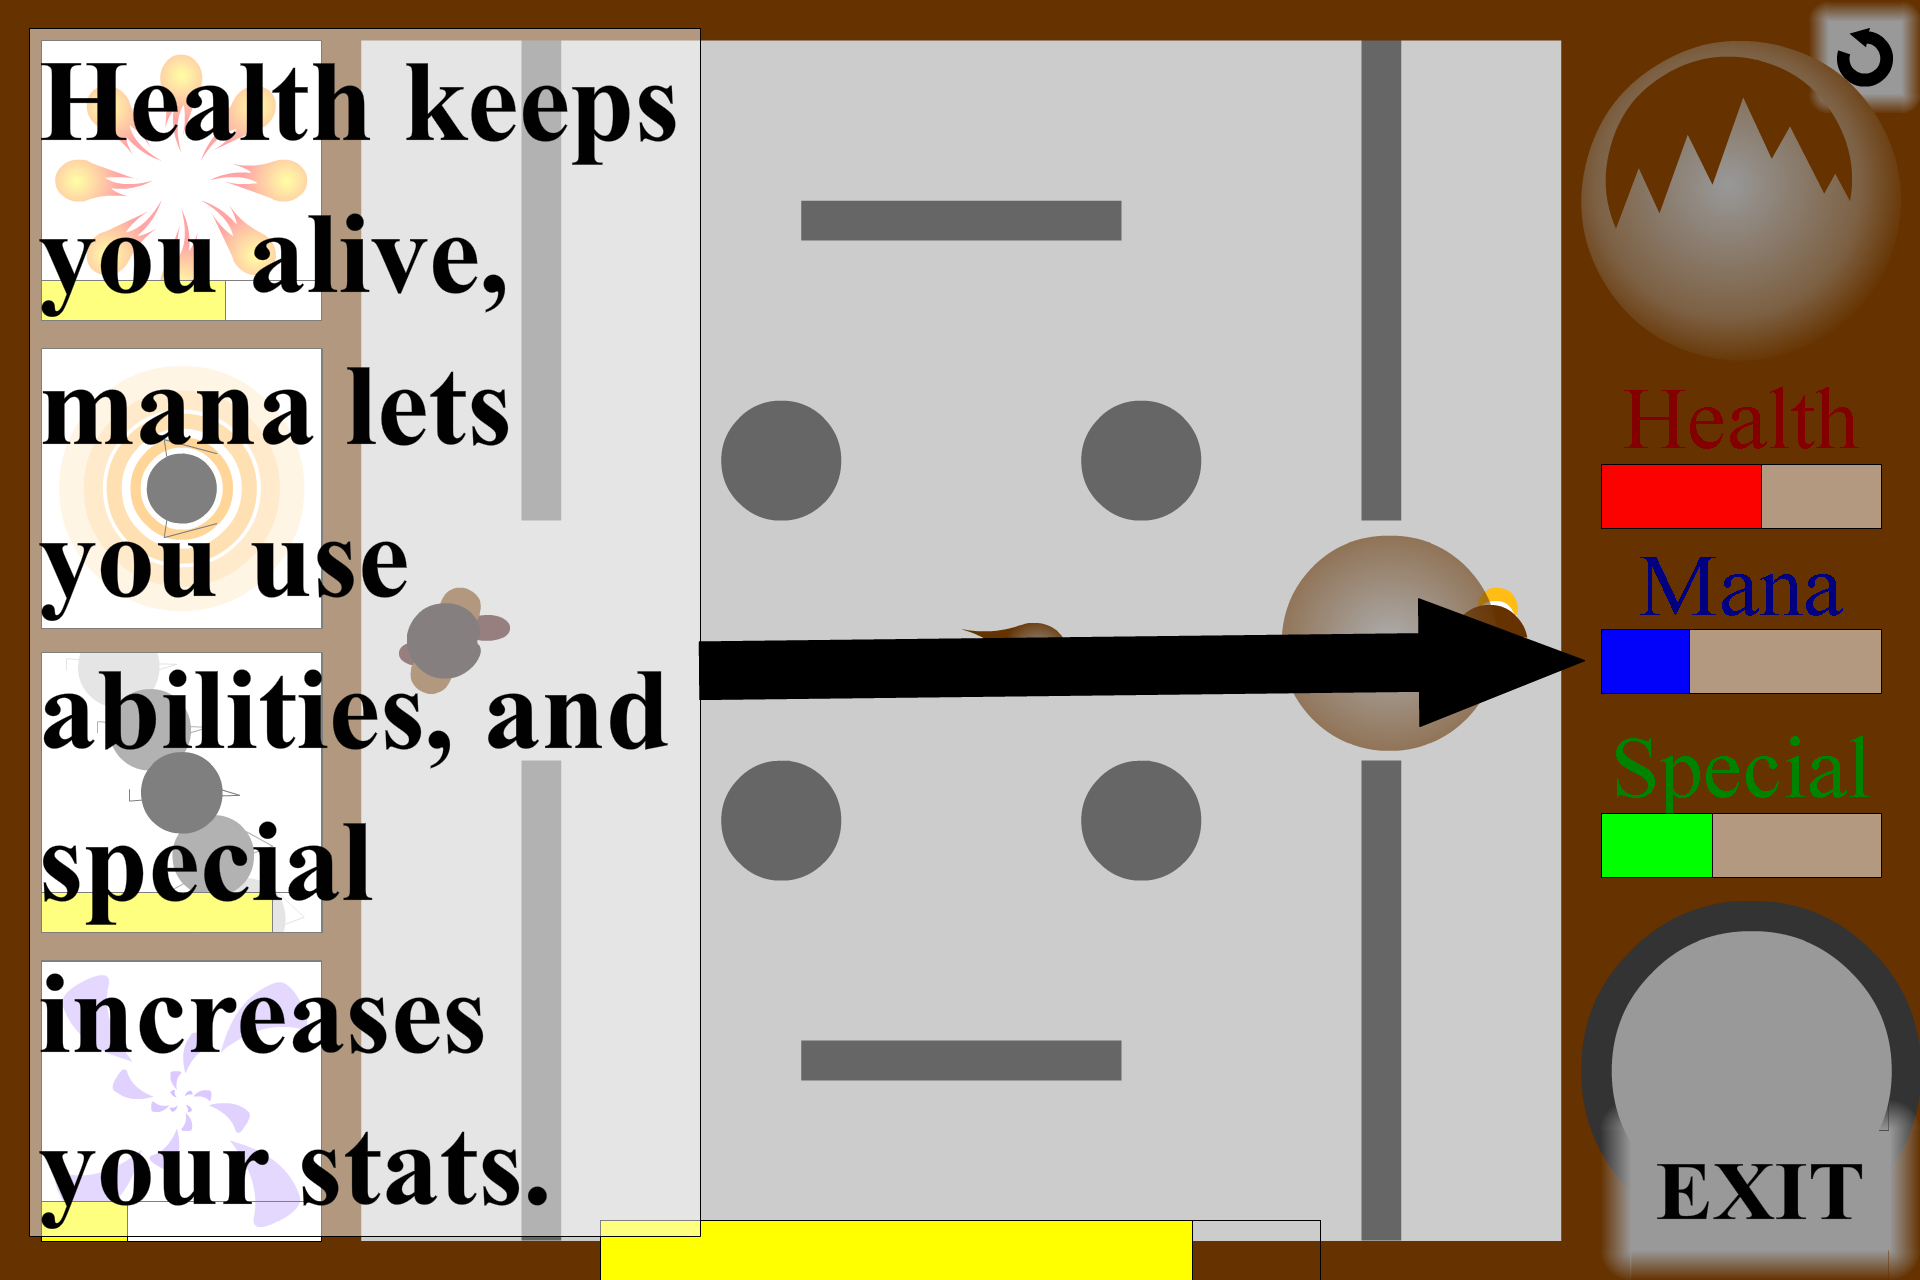 Health keeps
you alive,
mana lets
you use
abilities, and
special
increases
your stats.
Health
Mana
Special
EXIT